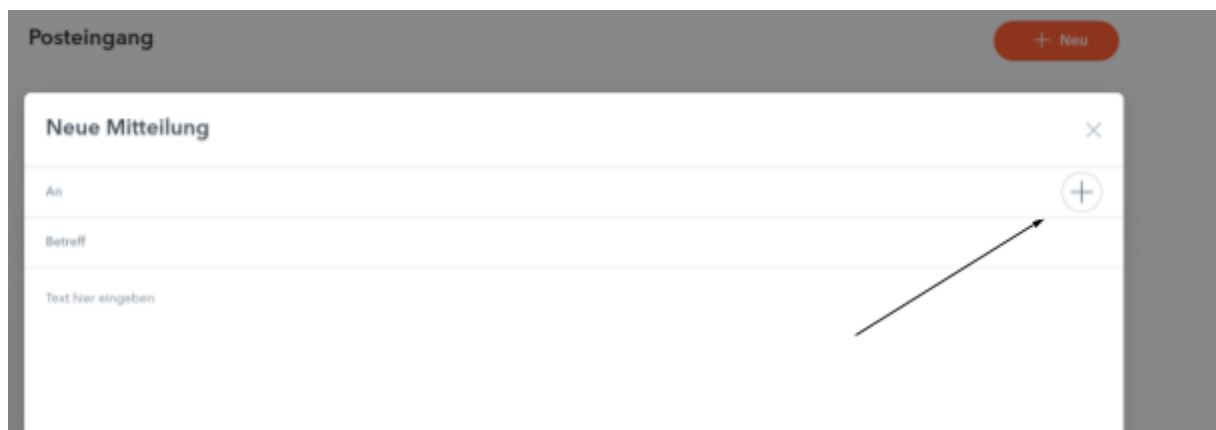 Posteingang
+ Neu
Neue Mitteilung
An
Betreff
Text hier eingeben